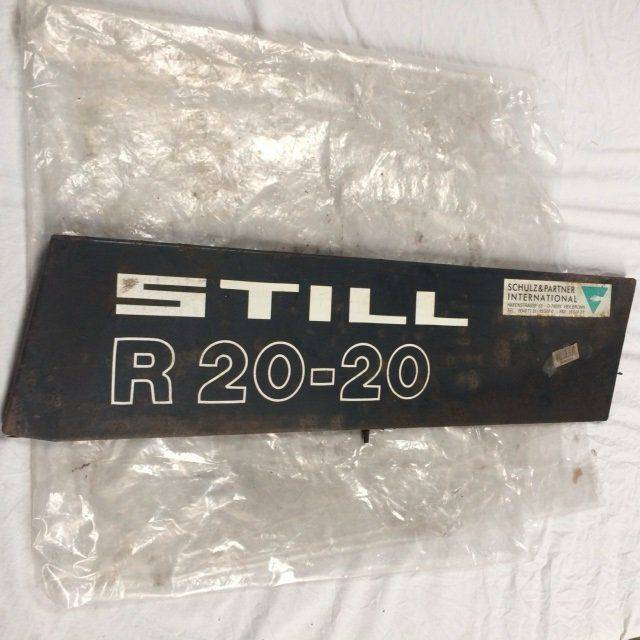 STILL
R 20-20
SCHULZ&PARTNER
INTERNATIONAL